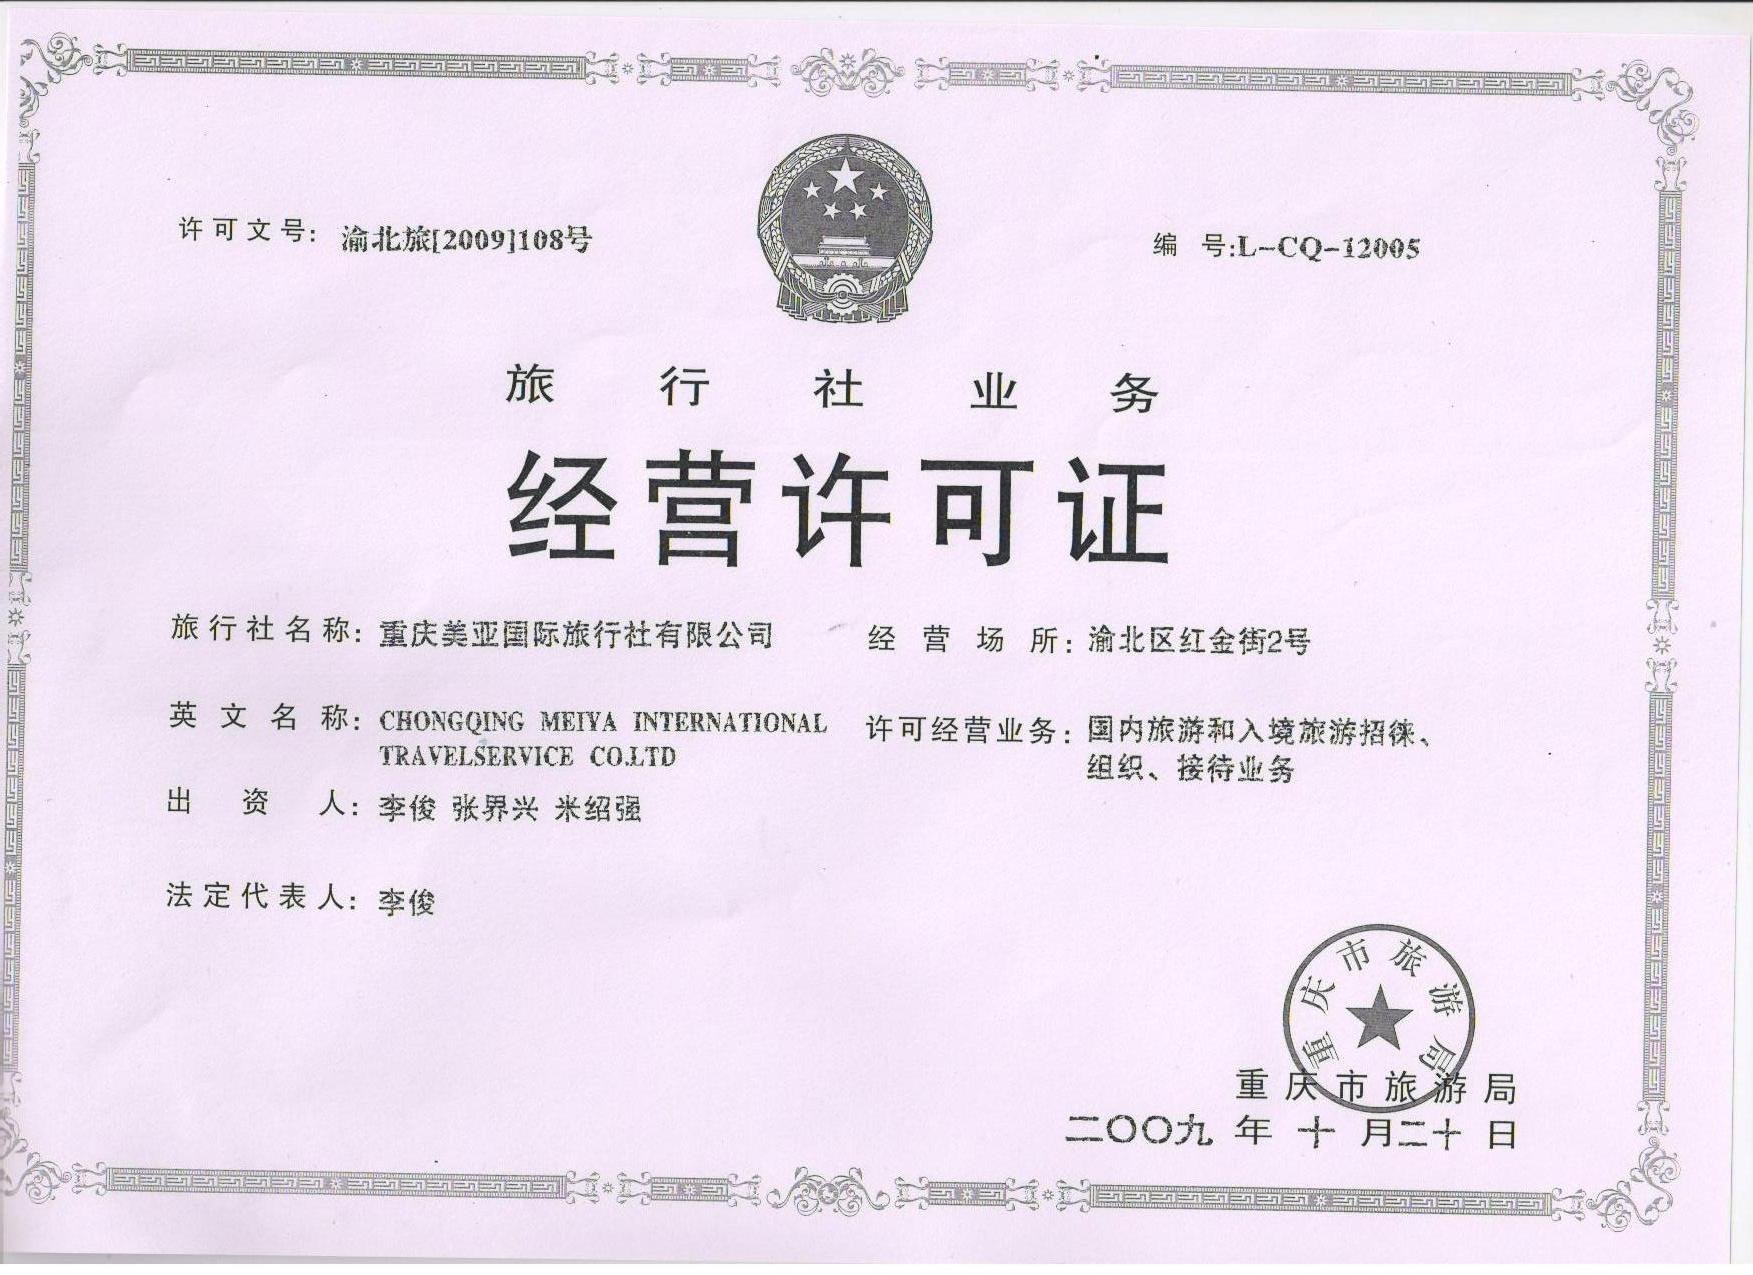 许可文号：渝北旅[2009]108号
编 号:L-CQ-12005
旅行社业务
经营许可证
旅行社名称：重庆美亚国际旅行社有限公司
经营场所：渝北区红金街2号
英文名称：CHONGQING MEIYA INTERNATIONAL
TRAVELSERVICE CO.LTD
许可经营业务：国内旅游和入境旅游招徕、
组织、接待业务
出资人：李俊 张界兴 米绍强
法定代表人：李俊
重庆市旅游局
重庆市旅游局
二〇〇九年十月二十日